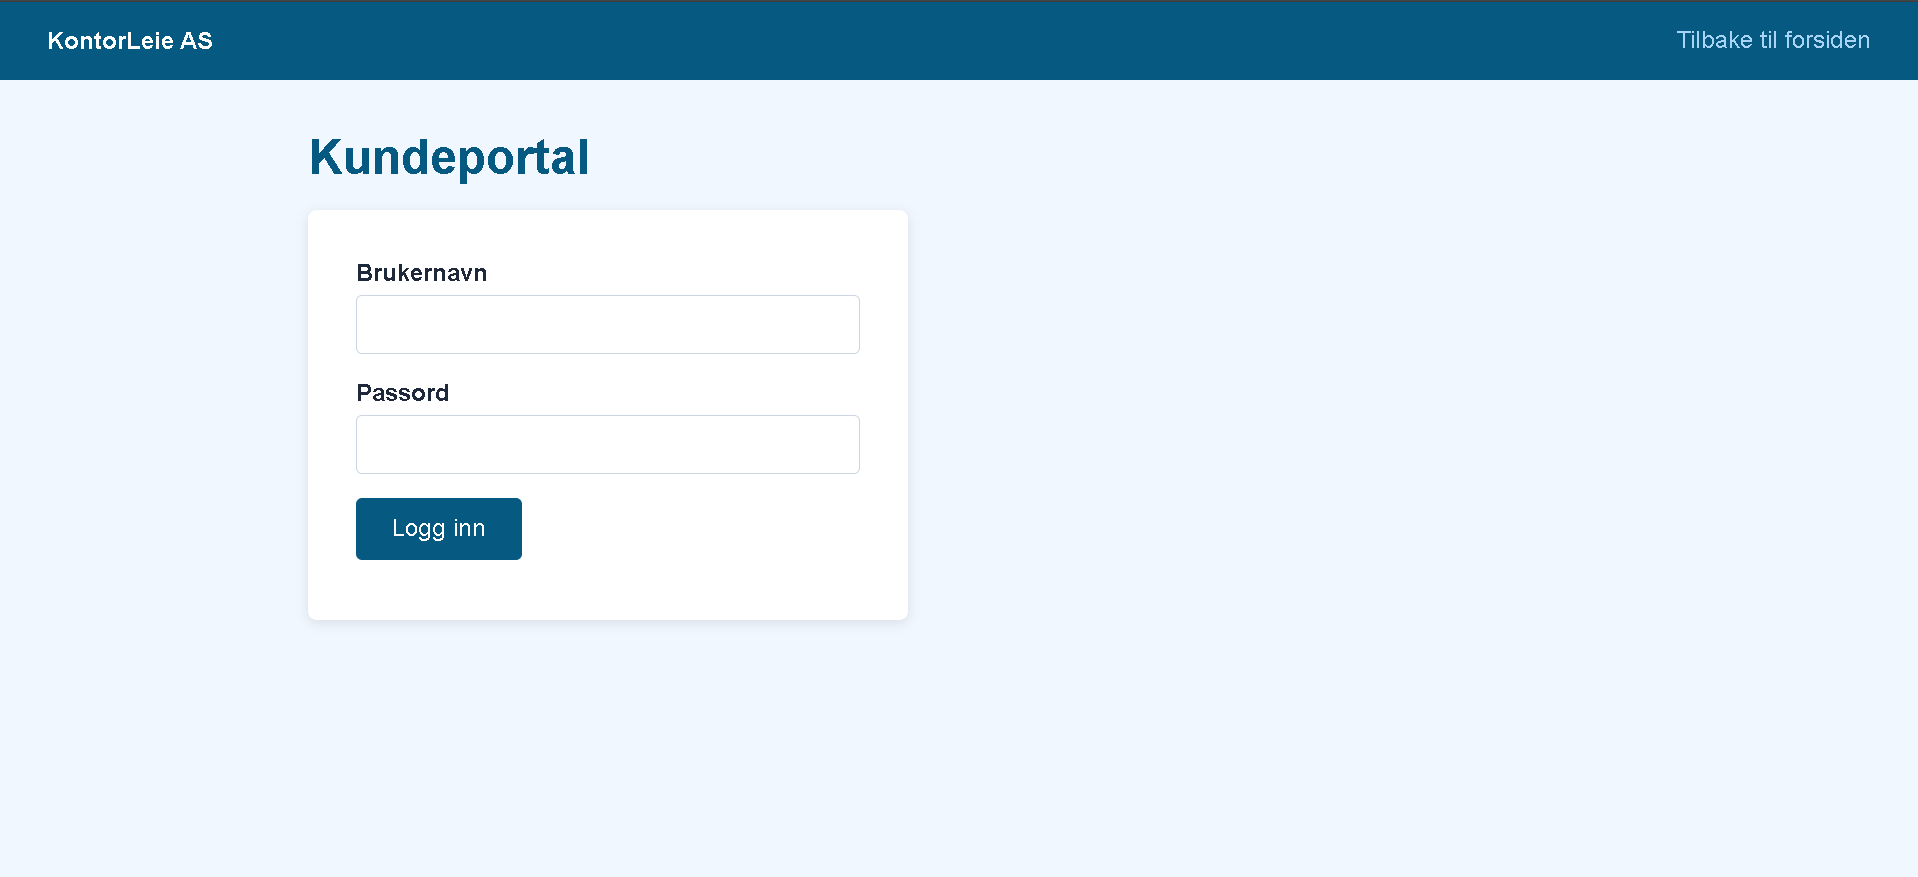 KontorLeie AS
Tilbake til forsiden
Kundeportal
Brukernavn
Passord
Logg inn